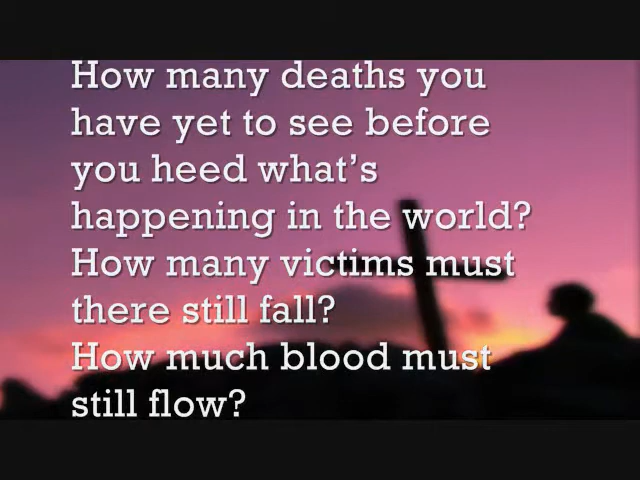 How many deaths you
have yet to see before
you heed what's
happening in the world?
How many victims must
there still fall?
How much blood must
still flow?